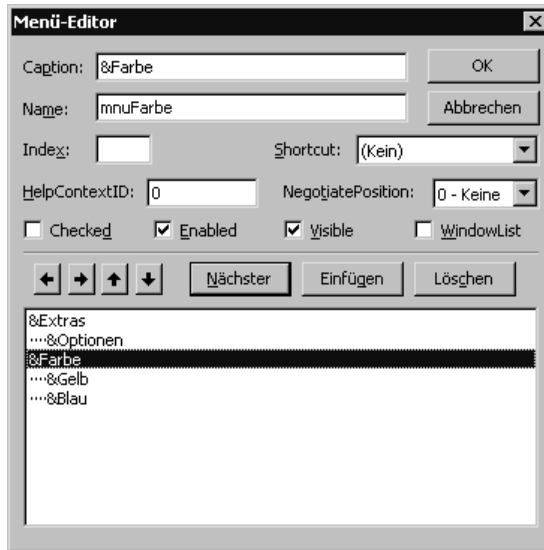 Menü-Editor
Caption: &Farbe OK
Name: mnuFarbe Abbrechen
Index: Shortcut: (Kein)
HelpContextID: 0 NegotiatePosition: 0 - Keine
Checked Enabled Visible WindowList
Nächster Einfügen Löschen
&Extras
····&Optionen
&Farbe
····&Gelb
····&Blau